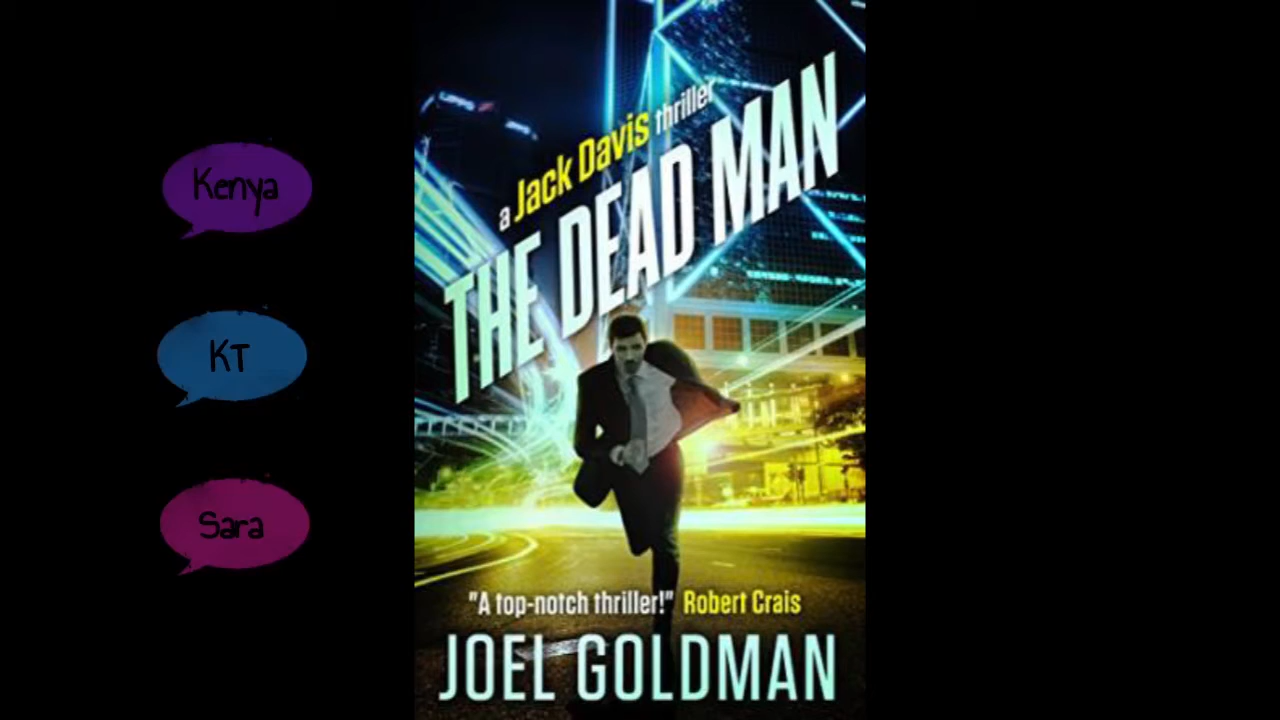 Kenya
KT
Sara
a Jack Davis thriller
THE DEAD MAN
"A top-notch thriller!" Robert Crais
JOEL GOLDMAN